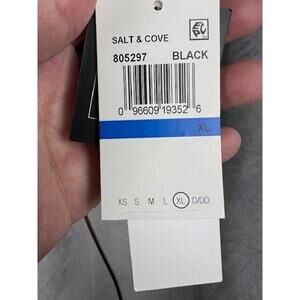 SALT & COVE
805297 BLACK
0 96609 19352 6
XL
XS S M L XL D/DD